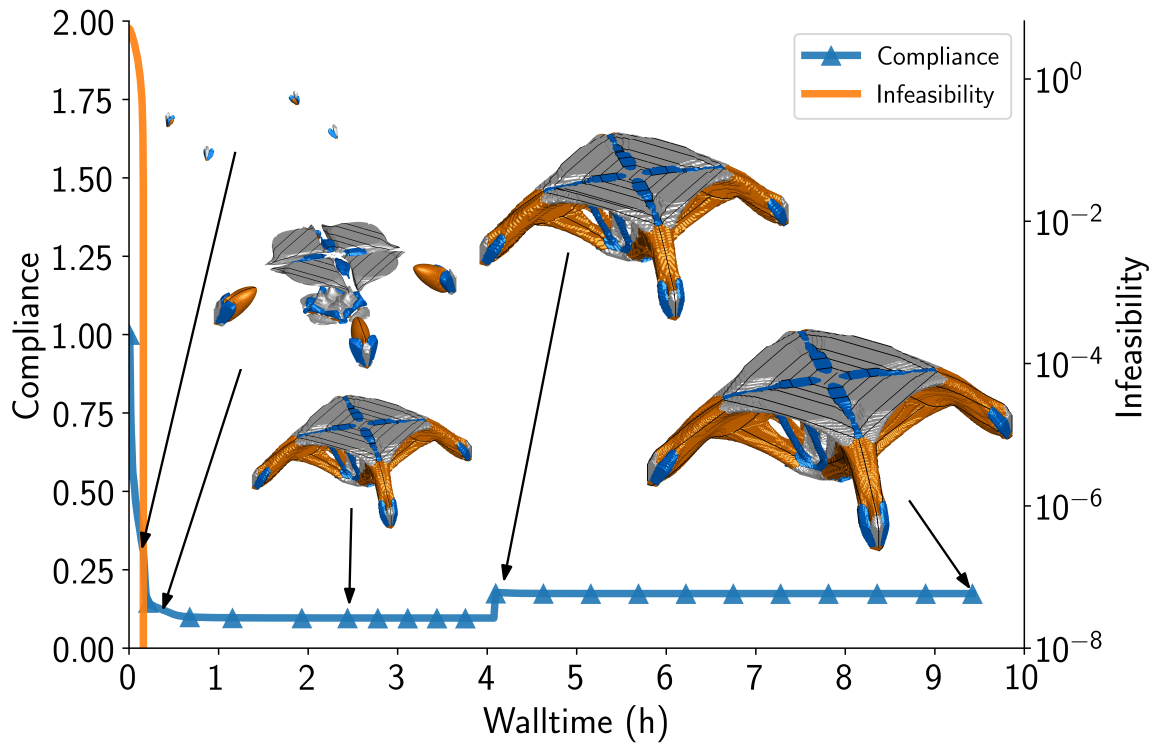 2.00
1.75
1.50
1.25
1.00
0.75
0.50
0.25
0.00
Compliance
Compliance
Infeasibility
10⁰
10⁻²
10⁻⁴
10⁻⁶
10⁻⁸
Infeasibility
0 1 2 3 4 5 6 7 8 9 10
Walltime (h)